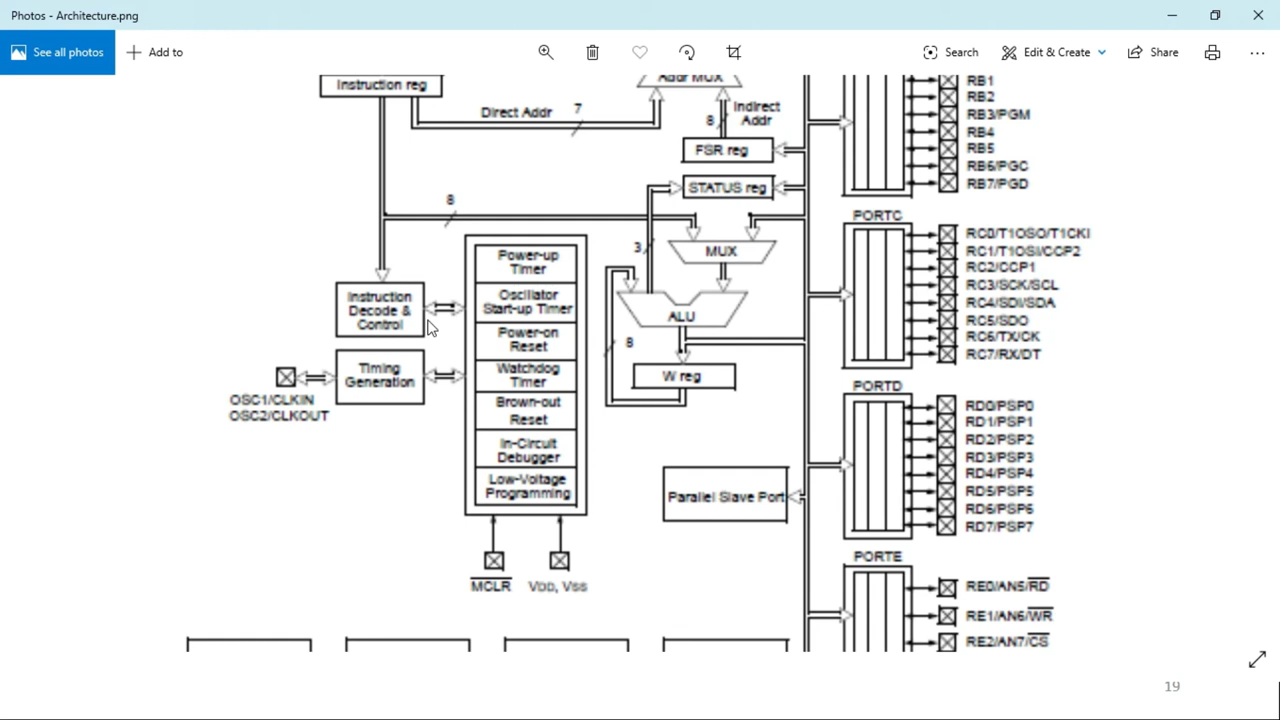 Photos - Architecture.png
See all photos
Add to
Search
Edit & Create
Share
Instruction reg
Direct Addr
7
Addr MUX
8
Indirect
Addr
FSR reg
STATUS reg
8
3
MUX
ALU
8
W reg
Instruction
Decode &
Control
Timing
Generation
OSC1/CLKIN
OSC2/CLKOUT
Power-up
Timer
Oscillator
Start-up Timer
Power-on
Reset
Watchdog
Timer
Brown-out
Reset
In-Circuit
Debugger
Low-Voltage
Programming
MCLR
VDD, VSS
Parallel Slave Port
RB1
RB2
RB3/PGM
RB4
RB5
RB6/PGC
RB7/PGD
PORTC
RC0/T1OSO/T1CKI
RC1/T1OSI/CCP2
RC2/CCP1
RC3/SCK/SCL
RC4/SDI/SDA
RC5/SDO
RC6/TX/CK
RC7/RX/DT
PORTD
RD0/PSP0
RD1/PSP1
RD2/PSP2
RD3/PSP3
RD4/PSP4
RD5/PSP5
RD6/PSP6
RD7/PSP7
PORTE
RE0/AN5/RD
RE1/AN6/WR
RE2/AN7/CS
19